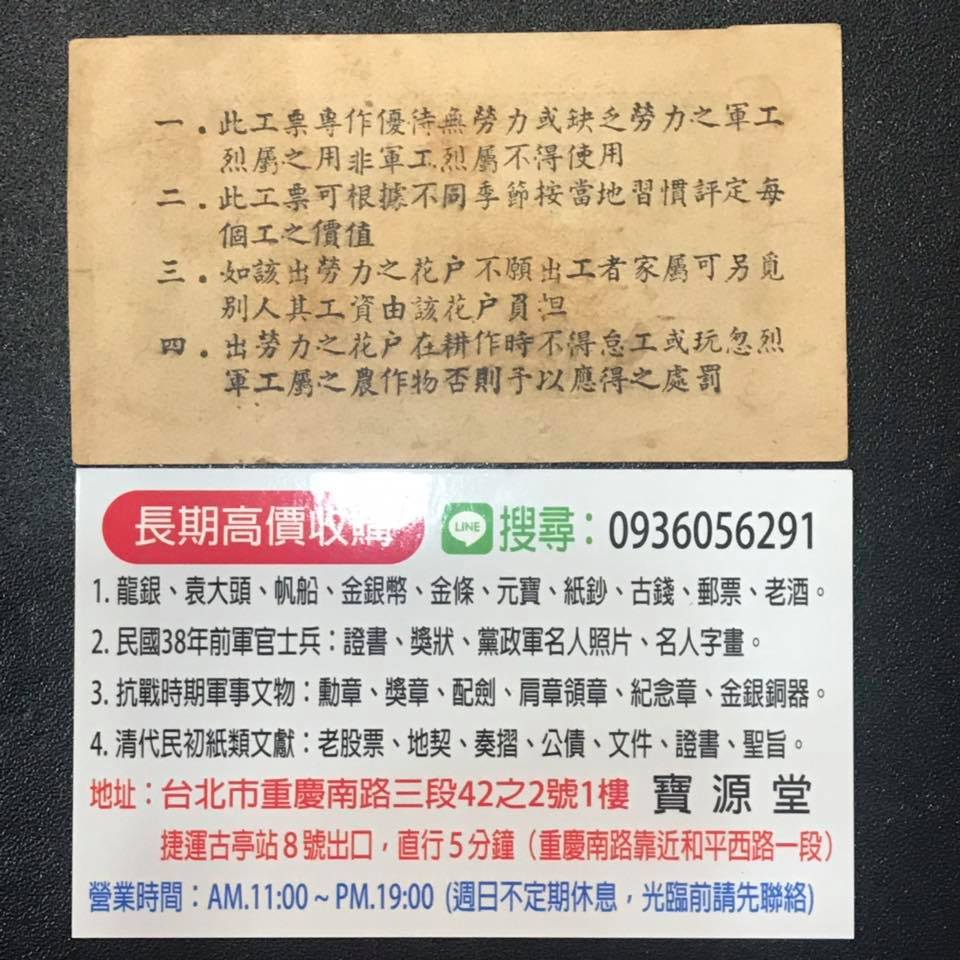 一．此工票專作優待無勞力或缺乏勞力之軍工
烈屬之用非軍工烈屬不得使用
二．此工票可根據不同季節按當地習慣評定每
個工之價值
三．如該出勞力之花户不願出工者家屬可另覓
別人其工資由該花户員担
四．出勞力之花户在耕作時不得怠工或玩忽烈
軍工屬之農作物否則予以應得之處罰
長期高價收購 LINE 搜尋：0936056291
1. 龍銀、袁大頭、帆船、金銀幣、金條、元寶、紙鈔、古錢、郵票、老酒。
2. 民國38年前軍官士兵：證書、獎狀、黨政軍名人照片、名人字畫。
3. 抗戰時期軍事文物：勳章、獎章、配劍、肩章領章、紀念章、金銀銅器。
4. 清代民初紙類文獻：老股票、地契、奏摺、公債、文件、證書、聖旨。
地址：台北市重慶南路三段42之2號1樓 寶源堂
捷運古亭站8號出口，直行5分鐘（重慶南路靠近和平西路一段）
營業時間：AM.11:00 ~ PM.19:00 (週日不定期休息，光臨前請先聯絡)